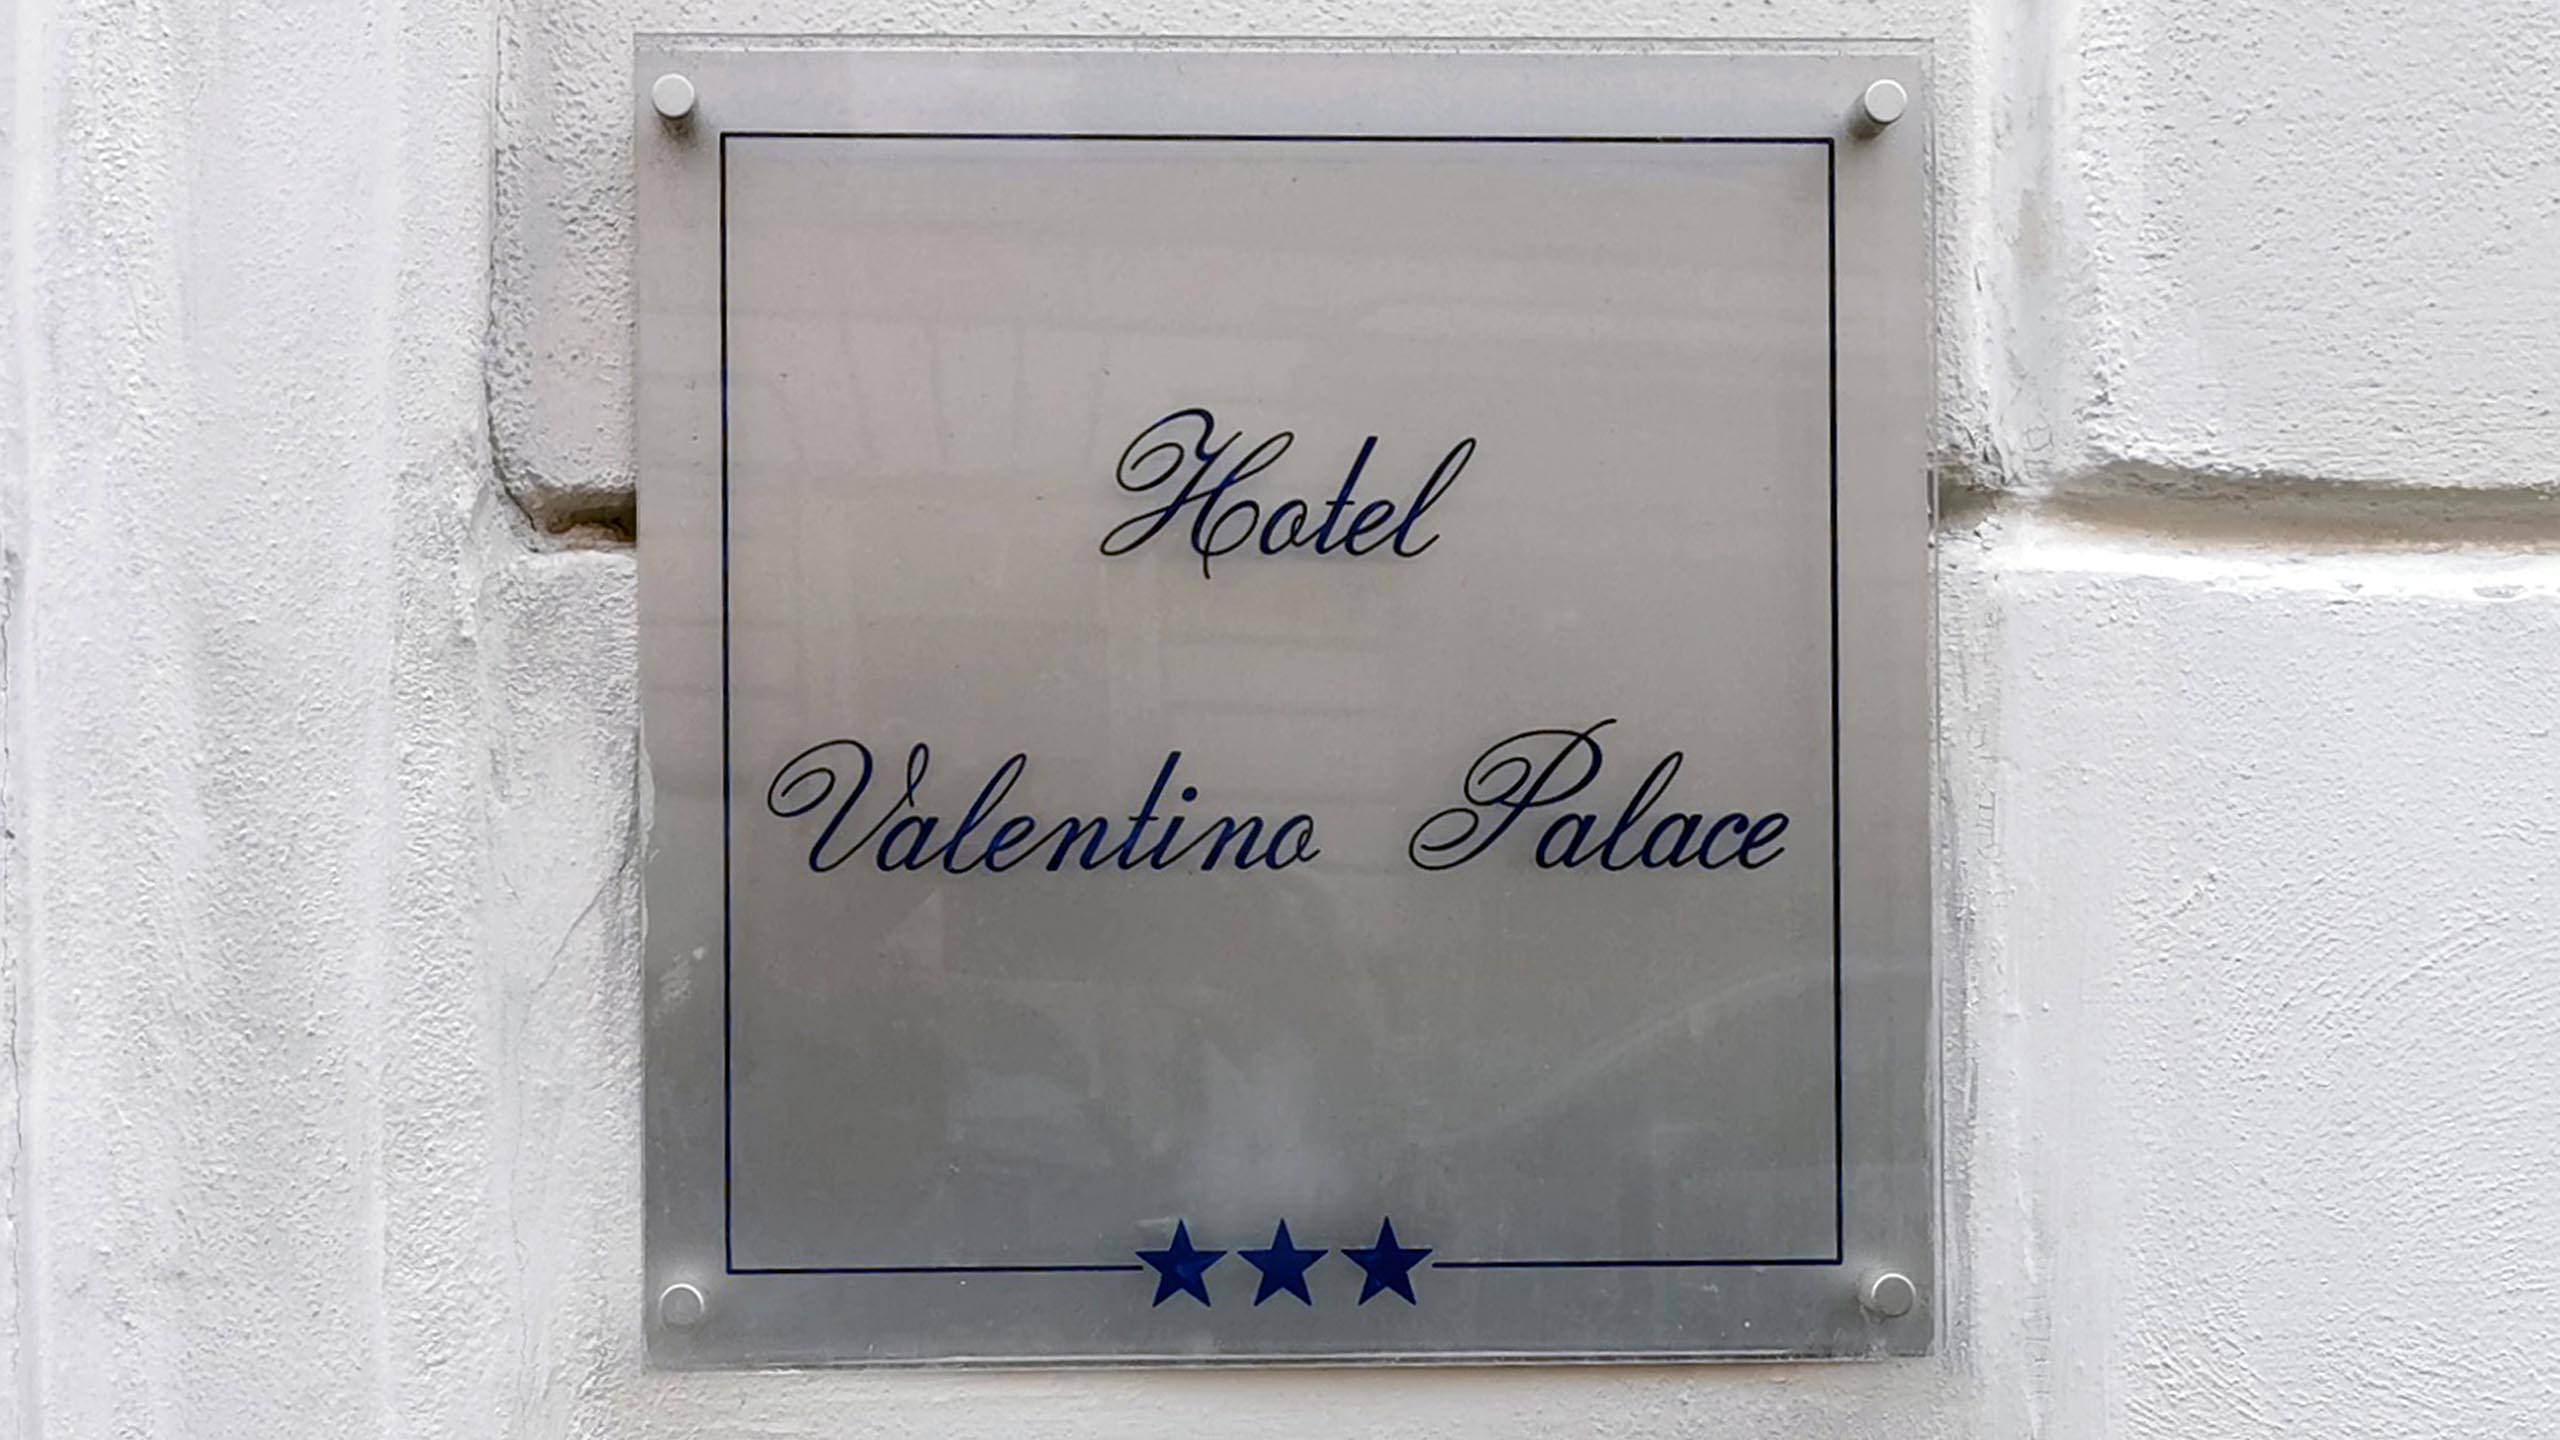 Hotel
Valentino Palace
★★★